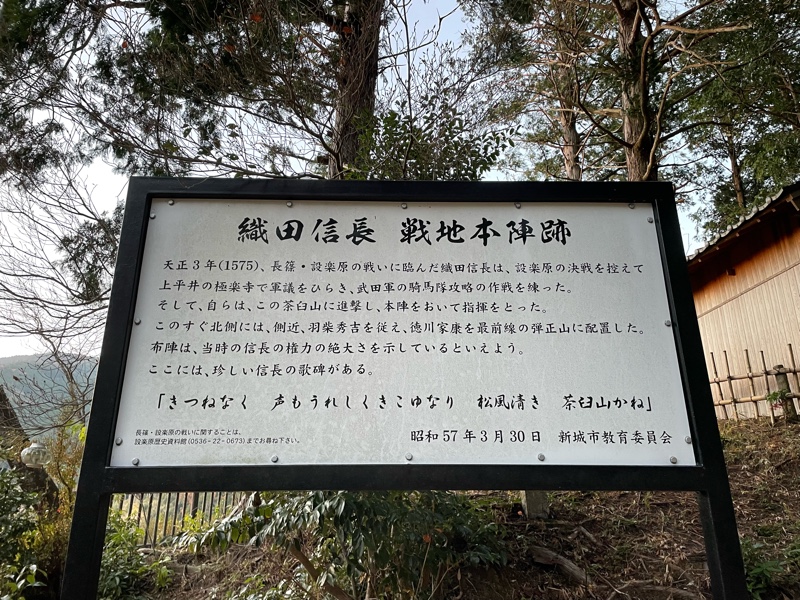 織田信長 戦地本陣跡
天正3年(1575)、長篠・設楽原の戦いに臨んだ織田信長は、設楽原の決戦を控えて
上平井の極楽寺で軍議をひらき、武田軍の騎馬隊攻略の作戦を練った。
そして、自らは、この茶臼山に進撃し、本陣をおいて指揮をとった。
このすぐ北側には、側近、羽柴秀吉を従え、徳川家康を最前線の弾正山に配置した。
布陣は、当時の信長の権力の絶大さを示しているといえよう。
ここには、珍しい信長の歌碑がある。
「きつねなく 声もうれしくきこゆなり 松風清き 茶臼山かね」
長篠・設楽原の戦いに関することは、
設楽原歴史資料館(0536-22-0673)までお尋ね下さい。
昭和57年3月30日 新城市教育委員会